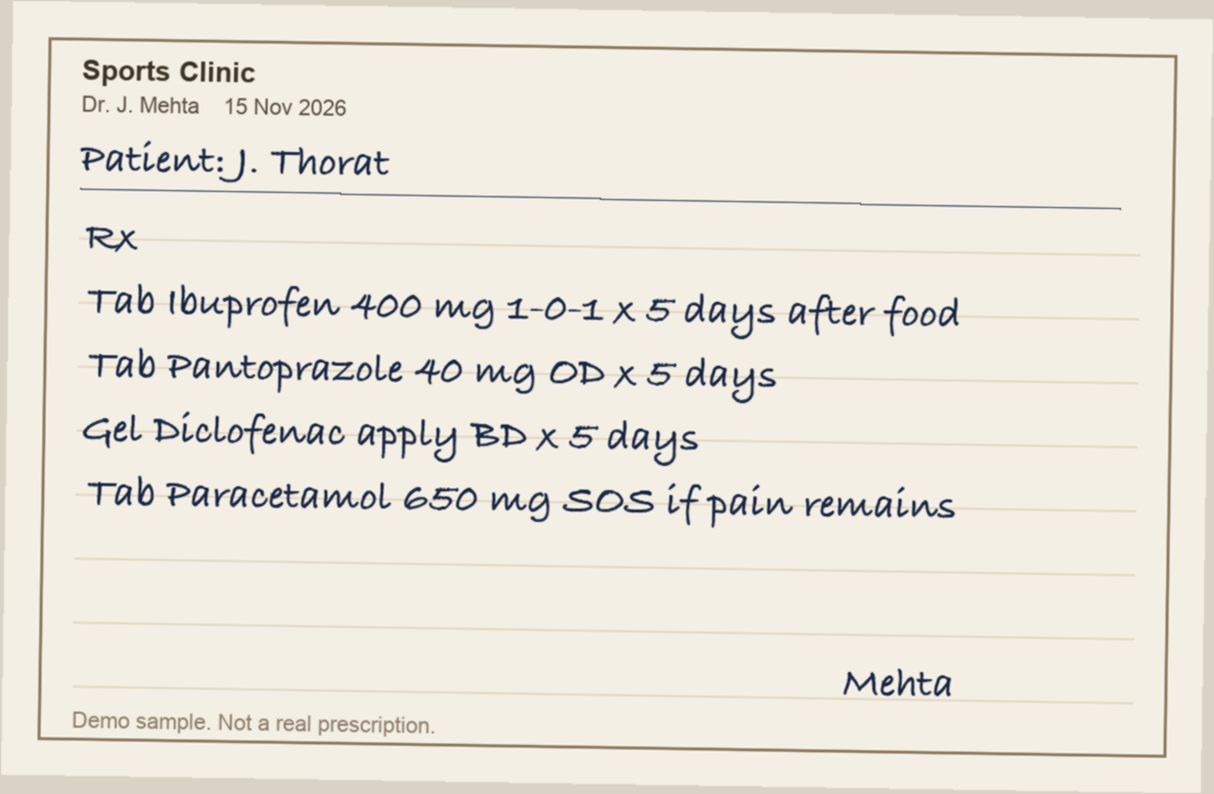 Sports Clinic
Dr. J. Mehta 15 Nov 2026
Patient: J. Thorat
Rx
Tab Ibuprofen 400 mg 1-0-1 x 5 days after food
Tab Pantoprazole 40 mg OD x 5 days
Gel Diclofenac apply BD x 5 days
Tab Paracetamol 650 mg SOS if pain remains
Mehta
Demo sample. Not a real prescription.